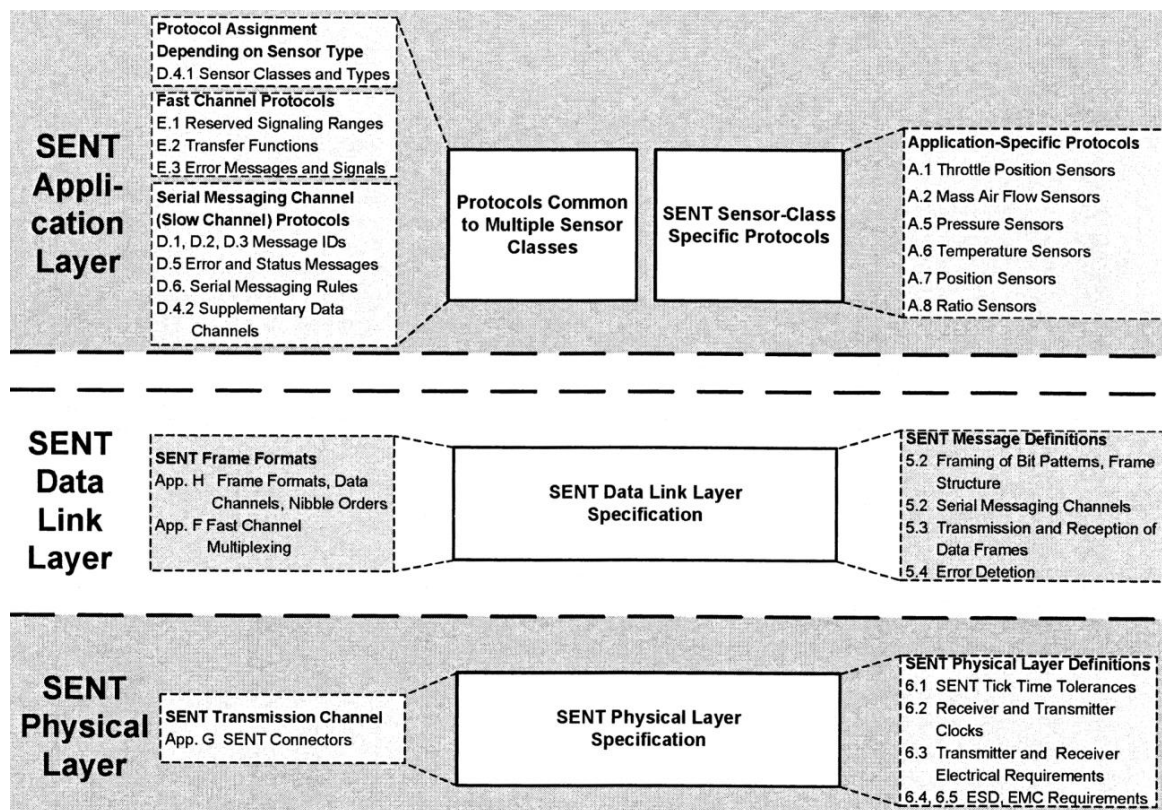 SENT
Appli-
cation
Layer
Protocol Assignment
Depending on Sensor Type
D.4.1 Sensor Classes and Types
Fast Channel Protocols
E.1 Reserved Signaling Ranges
E.2 Transfer Functions
E.3 Error Messages and Signals
Serial Messaging Channel
(Slow Channel) Protocols
D.1, D.2, D.3 Message IDs
D.5 Error and Status Messages
D.6. Serial Messaging Rules
D.4.2 Supplementary Data
Channels
Protocols Common
to Multiple Sensor
Classes
SENT Sensor-Class
Specific Protocols
Application-Specific Protocols
A.1 Throttle Position Sensors
A.2 Mass Air Flow Sensors
A.5 Pressure Sensors
A.6 Temperature Sensors
A.7 Position Sensors
A.8 Ratio Sensors
SENT
Data
Link
Layer
SENT Frame Formats
App. H Frame Formats, Data
Channels, Nibble Orders
App. F Fast Channel
Multiplexing
SENT Data Link Layer
Specification
SENT Message Definitions
5.2 Framing of Bit Patterns, Frame
Structure
5.2 Serial Messaging Channels
5.3 Transmission and Reception of
Data Frames
5.4 Error Detetion
SENT
Physical
Layer
SENT Transmission Channel
App. G SENT Connectors
SENT Physical Layer
Specification
SENT Physical Layer Definitions
6.1 SENT Tick Time Tolerances
6.2 Receiver and Transmitter
Clocks
6.3 Transmitter and Receiver
Electrical Requirements
6.4, 6.5 ESD, EMC Requirements